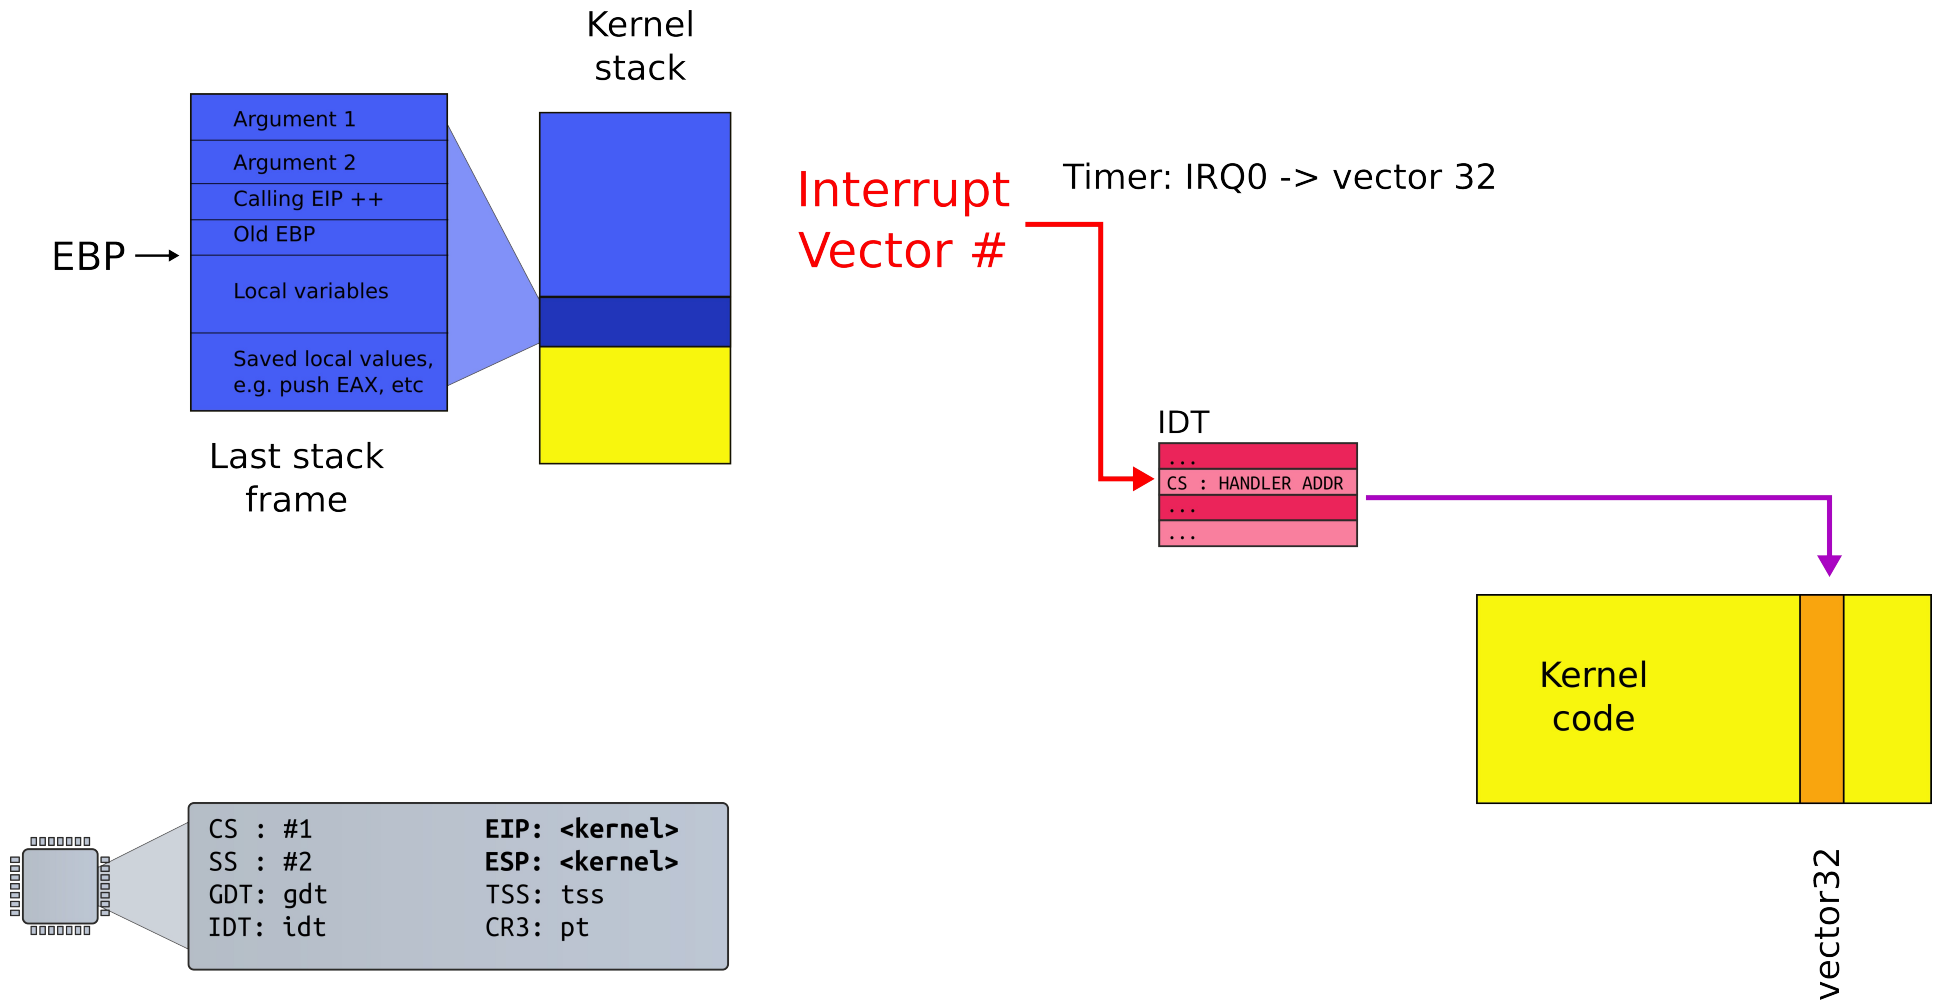 Kernel
stack
Argument 1
Argument 2
Calling EIP ++
Old EBP
EBP
Local variables
Saved local values,
e.g. push EAX, etc
Last stack
frame
Interrupt
Vector #
Timer: IRQ0 -> vector 32
IDT
...
CS : HANDLER ADDR
...
...
Kernel
code
vector32
CS : #1 EIP: <kernel>
SS : #2 ESP: <kernel>
GDT: gdt TSS: tss
IDT: idt CR3: pt